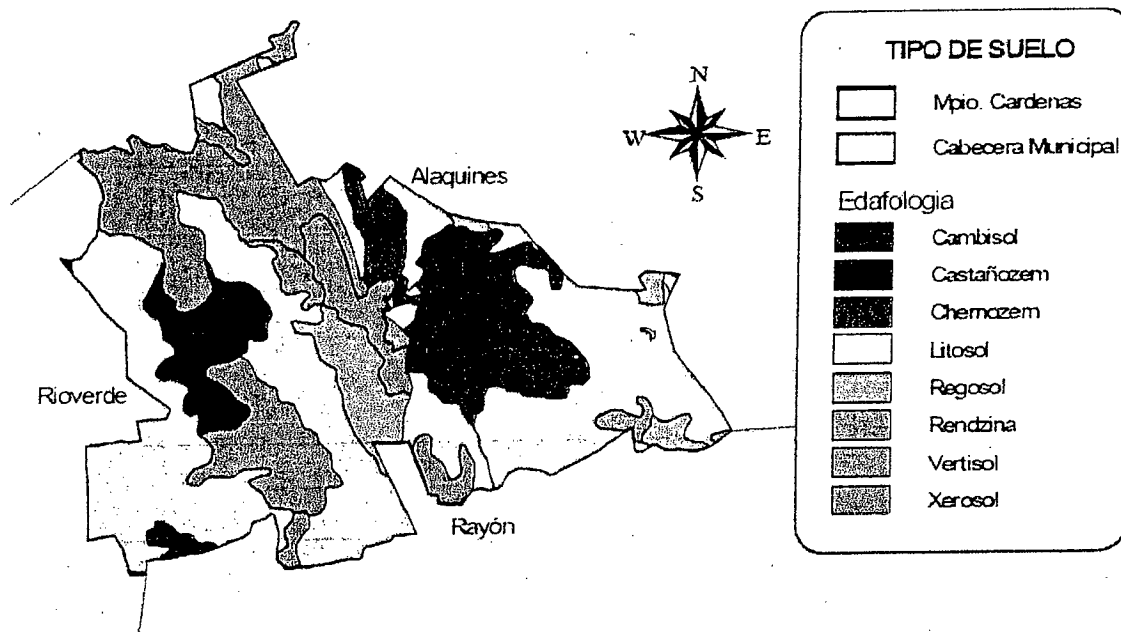 TIPO DE SUELO
Mpio. Cardenas
Cabecera Municipal
Edafologia
Cambisol
Castañozem
Chernozem
Litosol
Regosol
Rendzina
Vertisol
Xerosol
N
W
E
S
Alaquines
Rioverde
Rayón